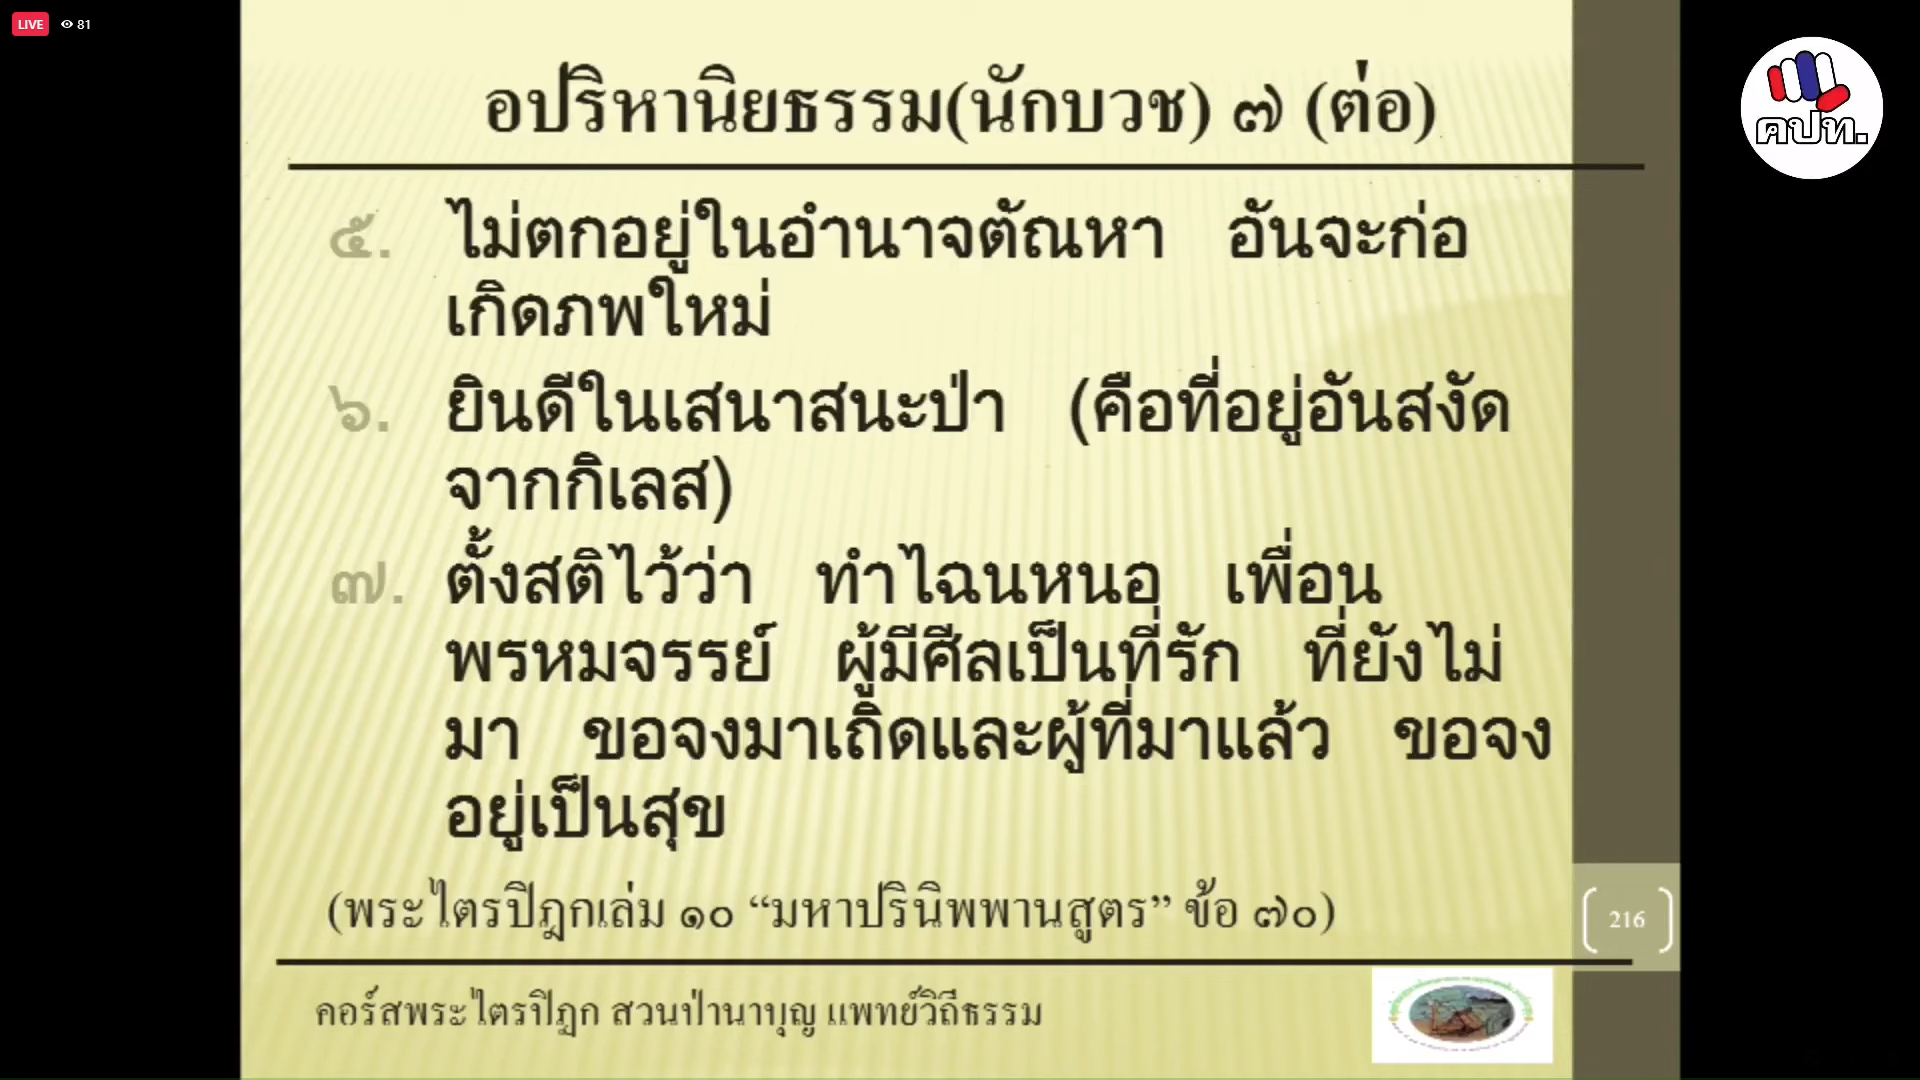 LIVE 81
คปท.
อปริหานิยธรรม(นักบวช) ๗ (ต่อ)
๕. ไม่ตกอยู่ในอำนาจตัณหา อันจะก่อ
เกิดภพใหม่
๖. ยินดีในเสนาสนะป่า (คือที่อยู่อันสงัด
จากกิเลส)
๗. ตั้งสติไว้ว่า ทำไฉนหนอ เพื่อน
พรหมจรรย์ ผู้มีศีลเป็นที่รัก ที่ยังไม่
มา ขอจงมาเถิดและผู้ที่มาแล้ว ขอจง
อยู่เป็นสุข
(พระไตรปิฎกเล่ม ๑๐ “มหาปรินิพพานสูตร” ข้อ ๗๐)
216
คอร์สพระไตรปิฎก สวนป่านาบุญ แพทย์วิถีธรรม